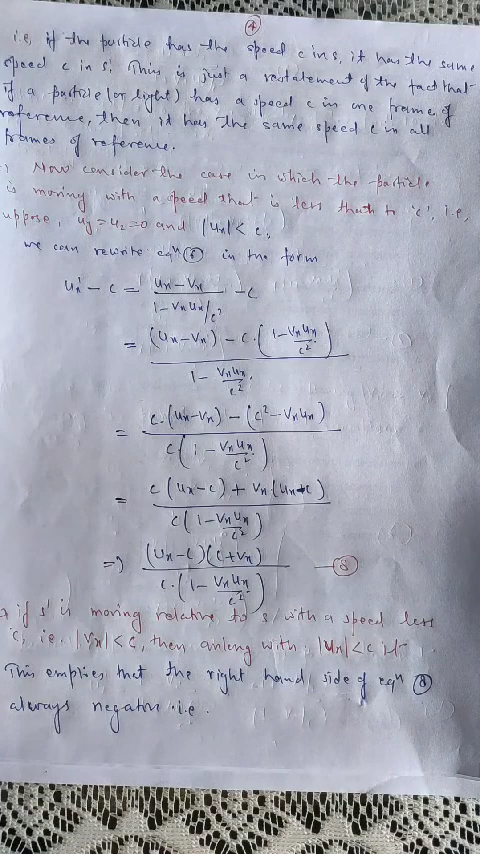 ④
i.e, if the particle has the speed c in s, it has the same
speed c in s'. This is just a restatement of the fact that
if a particle (or light) has a speed c in one frame of
reference, then it has the same speed c in all
frames of reference.
Now consider the case in which the particle
is moving with a speed that is less than to 'c', i.e,
suppose, uy = uz = 0 and |ux| < c,
we can rewrite eqn ⑥ in the form
ux' - c = (ux - vx) / (1 - vx ux/c²) - c
= ((ux - vx) - c·(1 - vx ux/c²)) / (1 - vx ux/c²)
= (c·(ux - vx) - (c² - vx ux)) / (c(1 - vx ux/c²))
= (c(ux - c) + vx(ux - c)) / (c(1 - vx ux/c²))
=> ((ux - c)(c + vx)) / (c·(1 - vx ux/c²)) — ⑧
→ if s' is moving relative to s with a speed less
'c', i.e. |vx| < c, then anleng with |ux| < c, it
This emplies that the right hand side of eqn ⑧
always negative i.e.